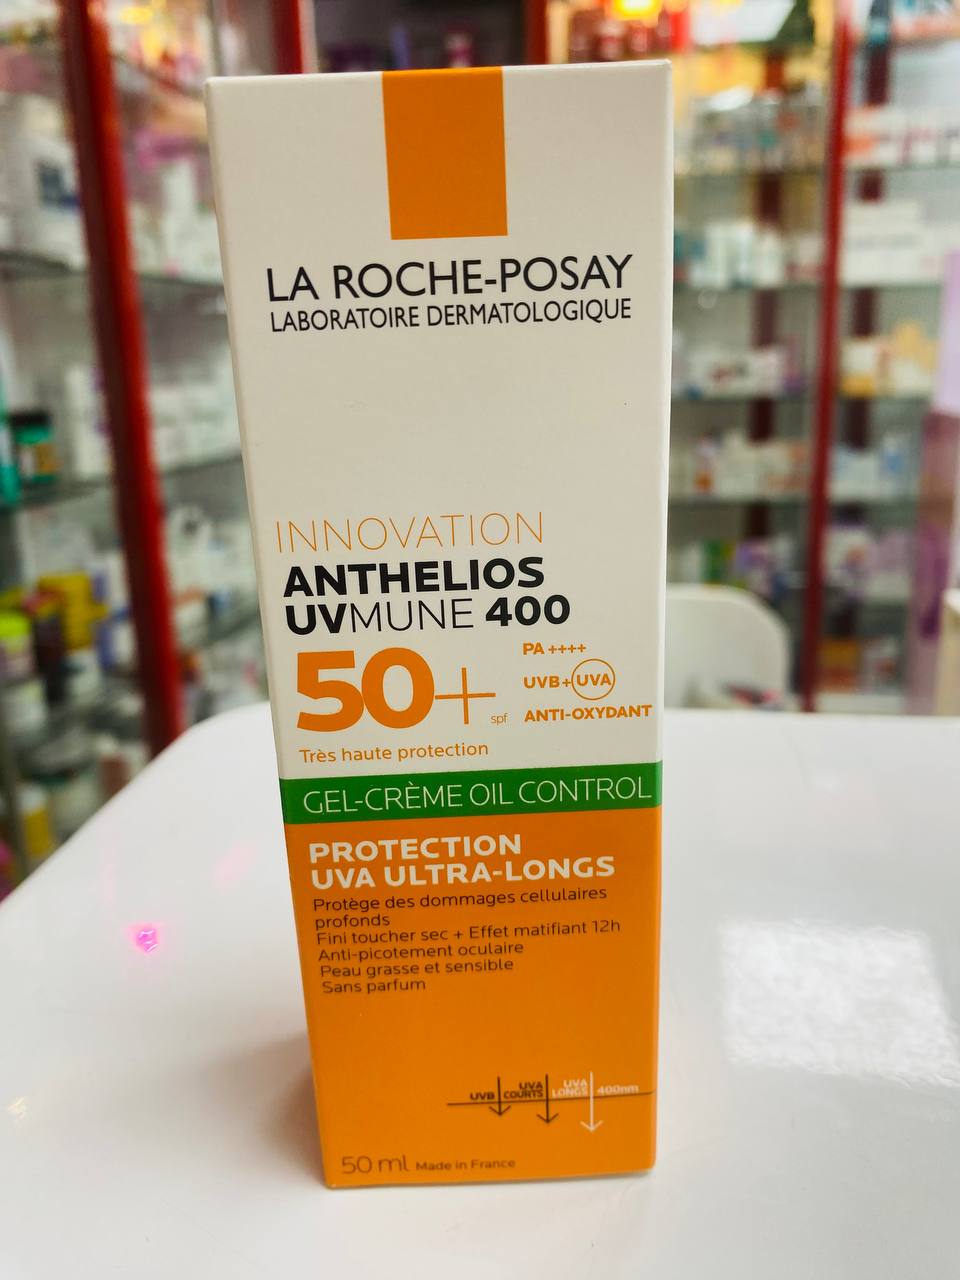 LA ROCHE-POSAY
LABORATOIRE DERMATOLOGIQUE
INNOVATION
ANTHELIOS
UVMUNE 400
50+ spf
PA ++++
UVB+UVA
ANTI-OXYDANT
Très haute protection
GEL-CRÈME OIL CONTROL
PROTECTION
UVA ULTRA-LONGS
Protège des dommages cellulaires
profonds
Fini toucher sec + Effet matifiant 12h
Anti-picotement oculaire
Peau grasse et sensible
Sans parfum
UVB UVA COURTS UVA LONGS 400nm
50 ml Made in France